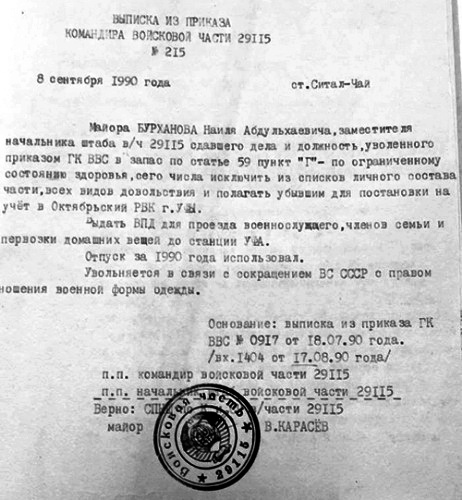 ВЫПИСКА ИЗ ПРИКАЗА
КОМАНДИРА ВОЙСКОВОЙ ЧАСТИ 29115
№ 215
8 сентября 1990 года ст.Ситал-Чай
Майора БУРХАНОВА Наиля Абдульхаевича,заместителя
начальника штаба в/ч 29115 сдавшего дела и должность,уволенного
приказом ГК ВВС в запас по статье 59 пункт "Г"- по ограниченному
состоянию здоровья,сего числа исключить из списков личного состава
части,всех видов довольствия и полагать убывшим для постановки на
учёт в Октябрьский РВК г.УФЫ.
Выдать ВПД для проезда военнослущего,членов семьи и
первозки домашних вещей до станции УФА.
Отпуск за 1990 года использовал.
Увольняется в связи с сокращением ВС СССР с правом
ношения военной формы одежды.
Основание: выписка из приказа ГК
ВВС № 0917 от 18.07.90 года.
/вх.1404 от 17.08.90 года/
п.п. командир войсковой части 29115
п.п. начальник войсковой части 29115
Верно: части 29115
майор В.КАРАСЁВ
Войсковая часть
29115